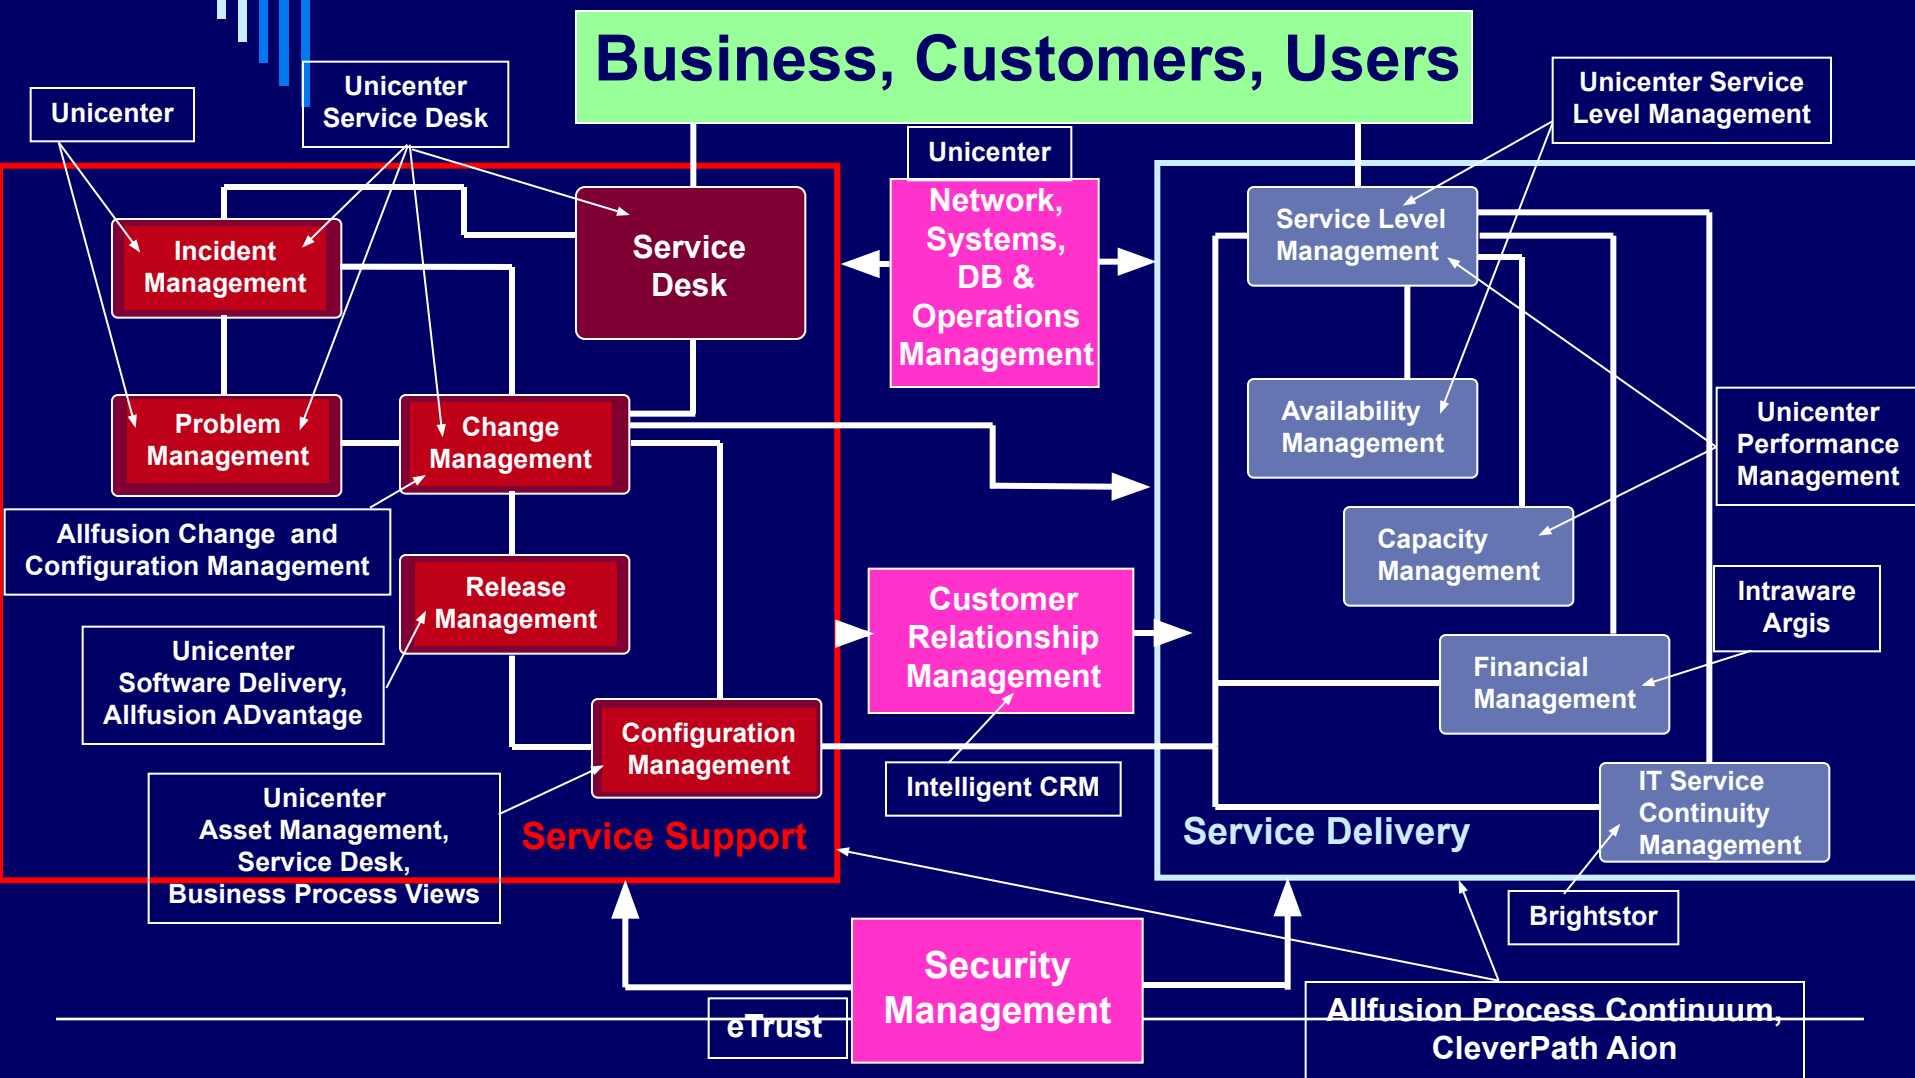 Business, Customers, Users
Unicenter
Unicenter
Service Desk
Unicenter
Unicenter Service
Level Management
Incident
Management
Service
Desk
Network,
Systems,
DB &
Operations
Management
Service Level
Management
Problem
Management
Change
Management
Availability
Management
Unicenter
Performance
Management
Allfusion Change  and
Configuration Management
Capacity
Management
Release
Management
Customer
Relationship
Management
Intraware
Argis
Unicenter
Software Delivery,
Allfusion ADvantage
Financial
Management
Configuration
Management
Intelligent CRM
IT Service
Continuity
Management
Unicenter
Asset Management,
Service Desk,
Business Process Views
Service Support
Service Delivery
Brightstor
Security
Management
eTrust
Allfusion Process Continuum,
CleverPath Aion